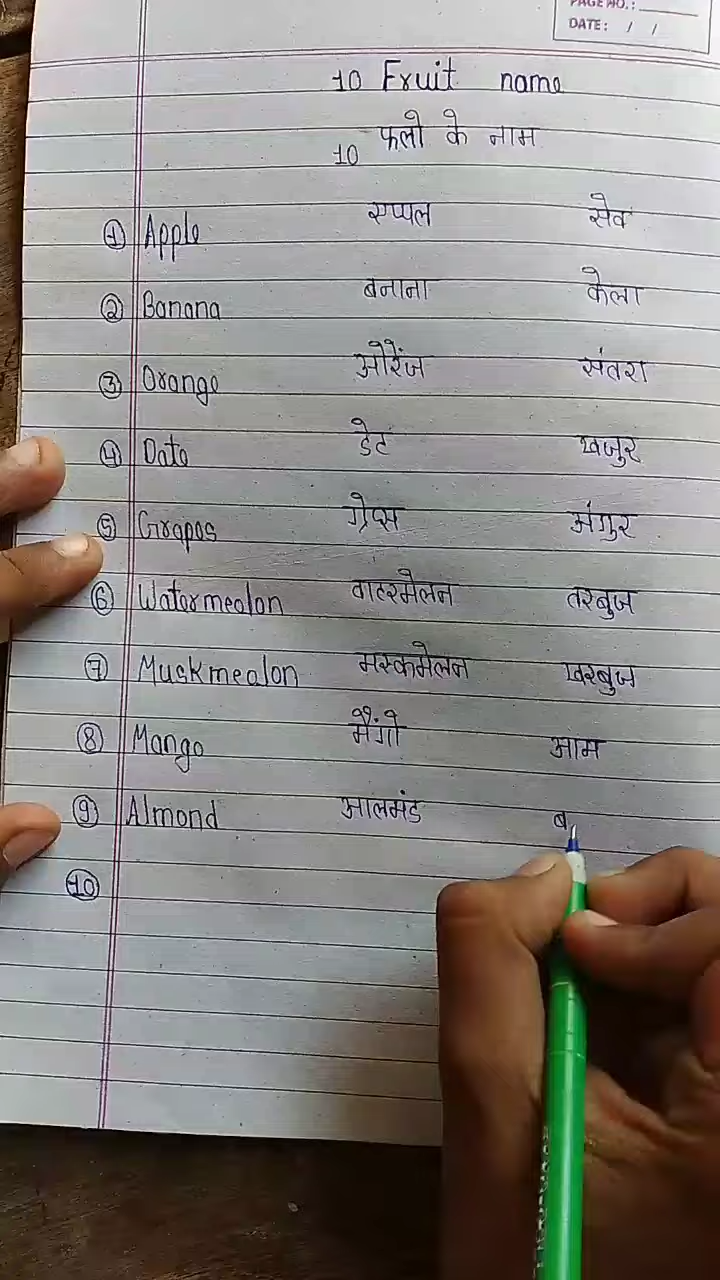 PAGE NO.:
DATE: / /
10 Fruit name
10 फलो के नाम
① Apple एप्पल सेव
② Banana बनाना केला
③ Orange ओरेंज संतरा
④ Date डेट खजुर
⑤ Grapes ग्रेप्स अंगुर
⑥ Watermealon वाटरमेलन तरबुज
⑦ Muskmealon मस्कमेलन खरबुज
⑧ Mango मैंगो आम
⑨ Almond आलमंड ब
⑩